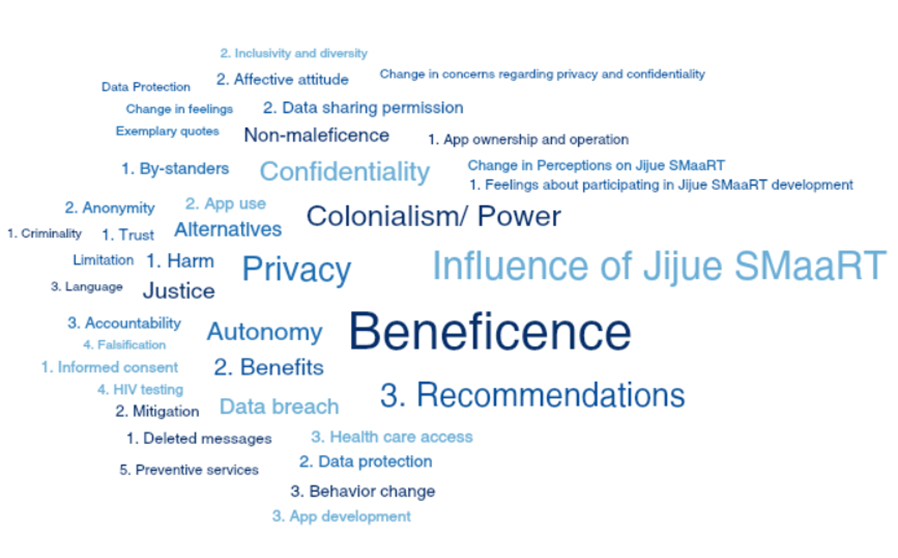 2. Inclusivity and diversity
Change in concerns regarding privacy and confidentiality
2. Affective attitude
Data Protection
Change in feelings
2. Data sharing permission
Exemplary quotes
Non-maleficence
1. App ownership and operation
1. By-standers
Confidentiality
Change in Perceptions on Jijue SMaaRT
1. Feelings about participating in Jijue SMaaRT development
2. Anonymity
2. App use
Colonialism/ Power
1. Criminality
1. Trust
Alternatives
Limitation
1. Harm
Privacy
Influence of Jijue SMaaRT
3. Language
Justice
3. Accountability
Autonomy
Beneficence
4. Falsification
1. Informed consent
2. Benefits
4. HIV testing
3. Recommendations
2. Mitigation
Data breach
1. Deleted messages
3. Health care access
5. Preventive services
2. Data protection
3. Behavior change
3. App development